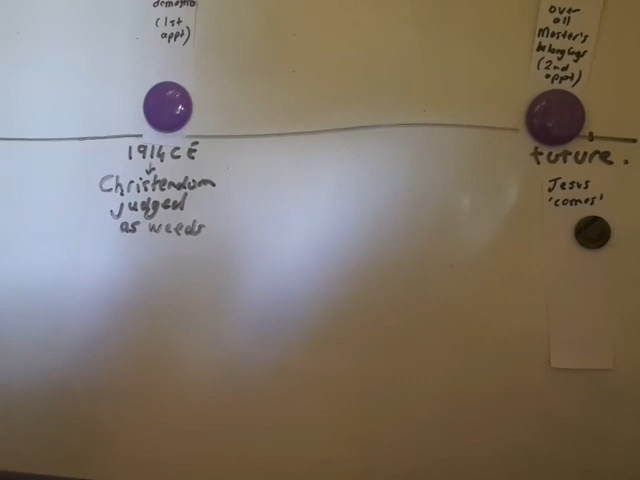 (1st
appt)
over
all
Master's
belongings
(2nd
appt)
1914 CE
Christendom
judged
as weeds
future.
Jesus
'comes'